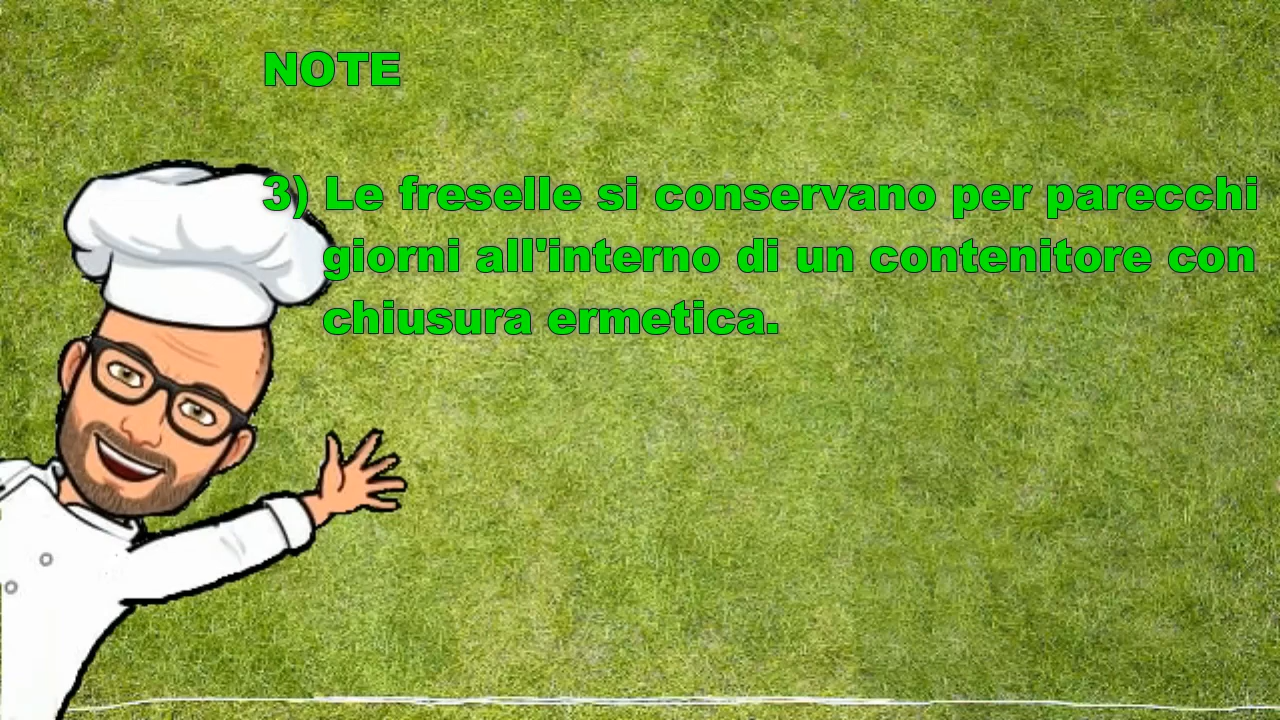 NOTE
3) Le freselle si conservano per parecchi
giorni all'interno di un contenitore con
chiusura ermetica.